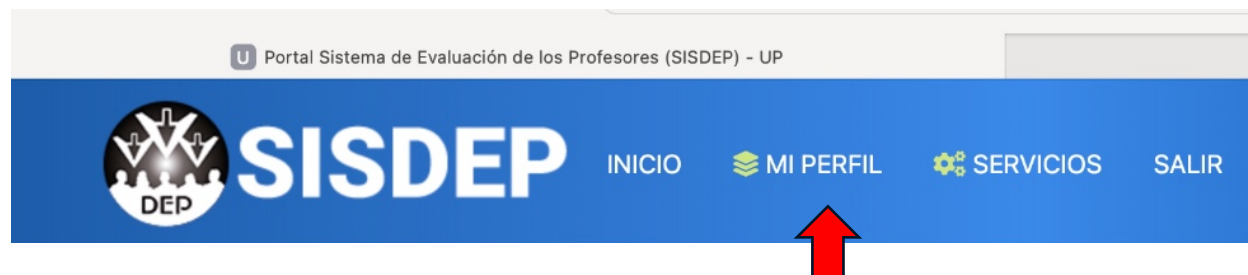 U Portal Sistema de Evaluación de los Profesores (SISDEP) - UP
DEP SISDEP INICIO MI PERFIL SERVICIOS SALIR